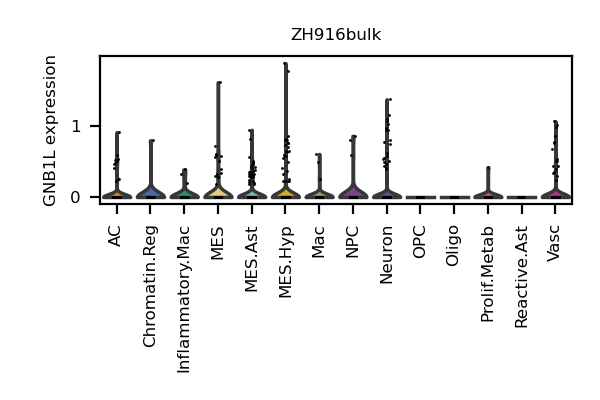 ZH916bulk
GNB1L expression
1
0
AC
Chromatin.Reg
Inflammatory.Mac
MES
MES.Ast
MES.Hyp
Mac
NPC
Neuron
OPC
Oligo
Prolif.Metab
Reactive.Ast
Vasc